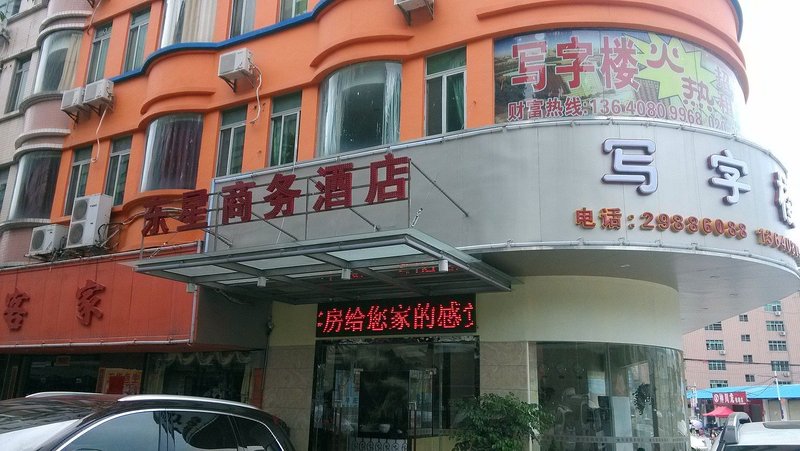 写字楼火
热
财富热线:13640809968
写字楼
电话:29886088
东星商务酒店
客家
房给您家的感觉